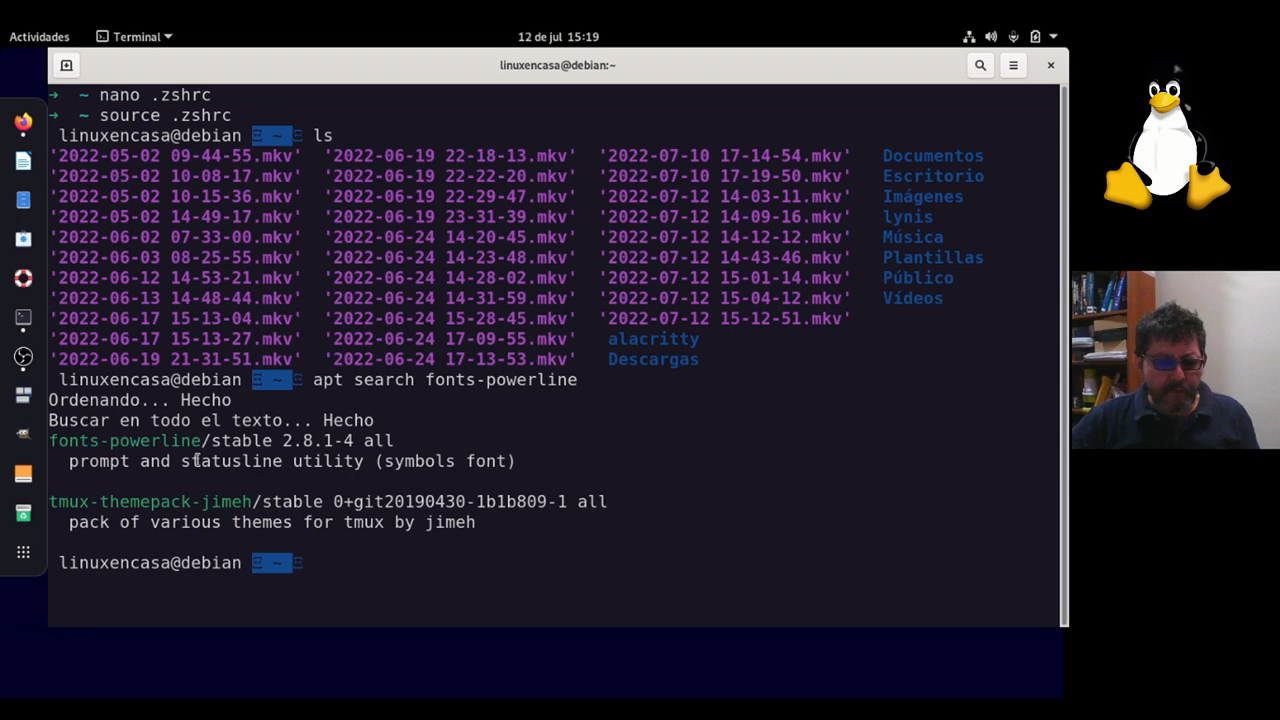 Actividades Terminal 12 de jul 15:19
linuxencasa@debian:~
→ ~ nano .zshrc
→ ~ source .zshrc
linuxencasa@debian ~ ls
'2022-05-02 09-44-55.mkv' '2022-06-19 22-18-13.mkv' '2022-07-10 17-14-54.mkv' Documentos
'2022-05-02 10-08-17.mkv' '2022-06-19 22-22-20.mkv' '2022-07-10 17-19-50.mkv' Escritorio
'2022-05-02 10-15-36.mkv' '2022-06-19 22-29-47.mkv' '2022-07-12 14-03-11.mkv' Imágenes
'2022-05-02 14-49-17.mkv' '2022-06-19 23-31-39.mkv' '2022-07-12 14-09-16.mkv' lynis
'2022-06-02 07-33-00.mkv' '2022-06-24 14-20-45.mkv' '2022-07-12 14-12-12.mkv' Música
'2022-06-03 08-25-55.mkv' '2022-06-24 14-23-48.mkv' '2022-07-12 14-43-46.mkv' Plantillas
'2022-06-12 14-53-21.mkv' '2022-06-24 14-28-02.mkv' '2022-07-12 15-01-14.mkv' Público
'2022-06-13 14-48-44.mkv' '2022-06-24 14-31-59.mkv' '2022-07-12 15-04-12.mkv' Vídeos
'2022-06-17 15-13-04.mkv' '2022-06-24 15-28-45.mkv' '2022-07-12 15-12-51.mkv'
'2022-06-17 15-13-27.mkv' '2022-06-24 17-09-55.mkv' alacritty
'2022-06-19 21-31-51.mkv' '2022-06-24 17-13-53.mkv' Descargas
linuxencasa@debian ~ apt search fonts-powerline
Ordenando... Hecho
Buscar en todo el texto... Hecho
fonts-powerline/stable 2.8.1-4 all
prompt and statusline utility (symbols font)
tmux-themepack-jimeh/stable 0+git20190430-1b1b809-1 all
pack of various themes for tmux by jimeh
linuxencasa@debian ~